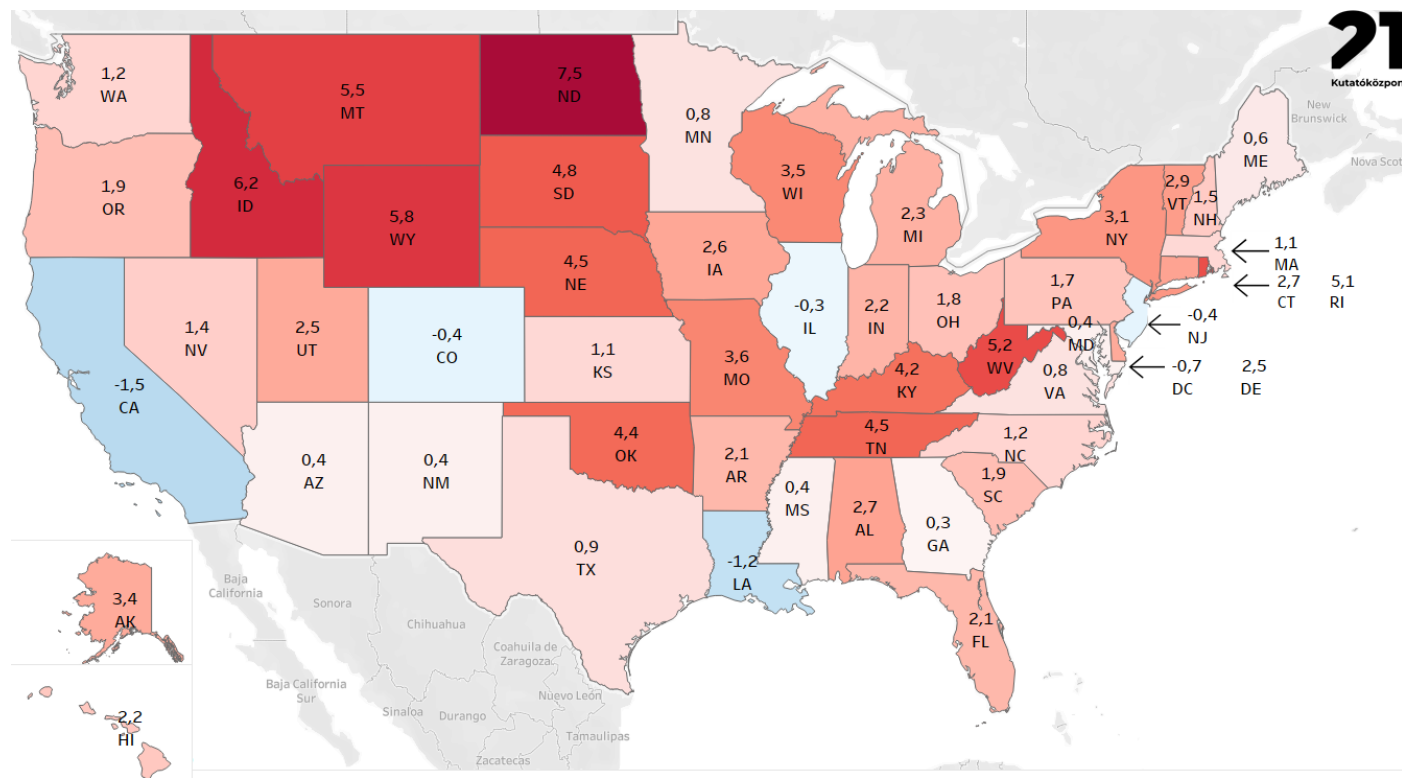 21
Kutatóközpon
New
Brunswick
Nova Scot
1,2
WA
5,5
MT
7,5
ND
0,8
MN
0,6
ME
1,9
OR
6,2
ID
5,8
WY
4,8
SD
3,5
WI
2,3
MI
3,1
NY
2,9
VT
1,5
NH
1,1
MA
2,7
CT
5,1
RI
-0,4
NJ
-0,7
DC
2,5
DE
4,5
NE
2,6
IA
-0,3
IL
2,2
IN
1,8
OH
1,7
PA
0,4
MD
-1,5
CA
1,4
NV
2,5
UT
-0,4
CO
1,1
KS
3,6
MO
4,2
KY
5,2
WV
0,8
VA
0,4
AZ
0,4
NM
4,4
OK
2,1
AR
4,5
TN
1,2
NC
1,9
SC
0,9
TX
-1,2
LA
0,4
MS
2,7
AL
0,3
GA
2,1
FL
3,4
AK
2,2
HI
Baja
California
Sonora
Chihuahua
Coahuila de
Zaragoza
Baja California
Sur
Sinaloa
Durango
Nuevo León
Tamaulipas
Zacatecas